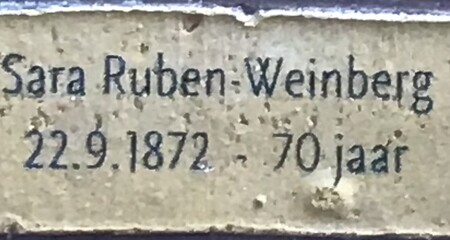 Sara Ruben-Weinberg
22.9.1872 - 70 jaar